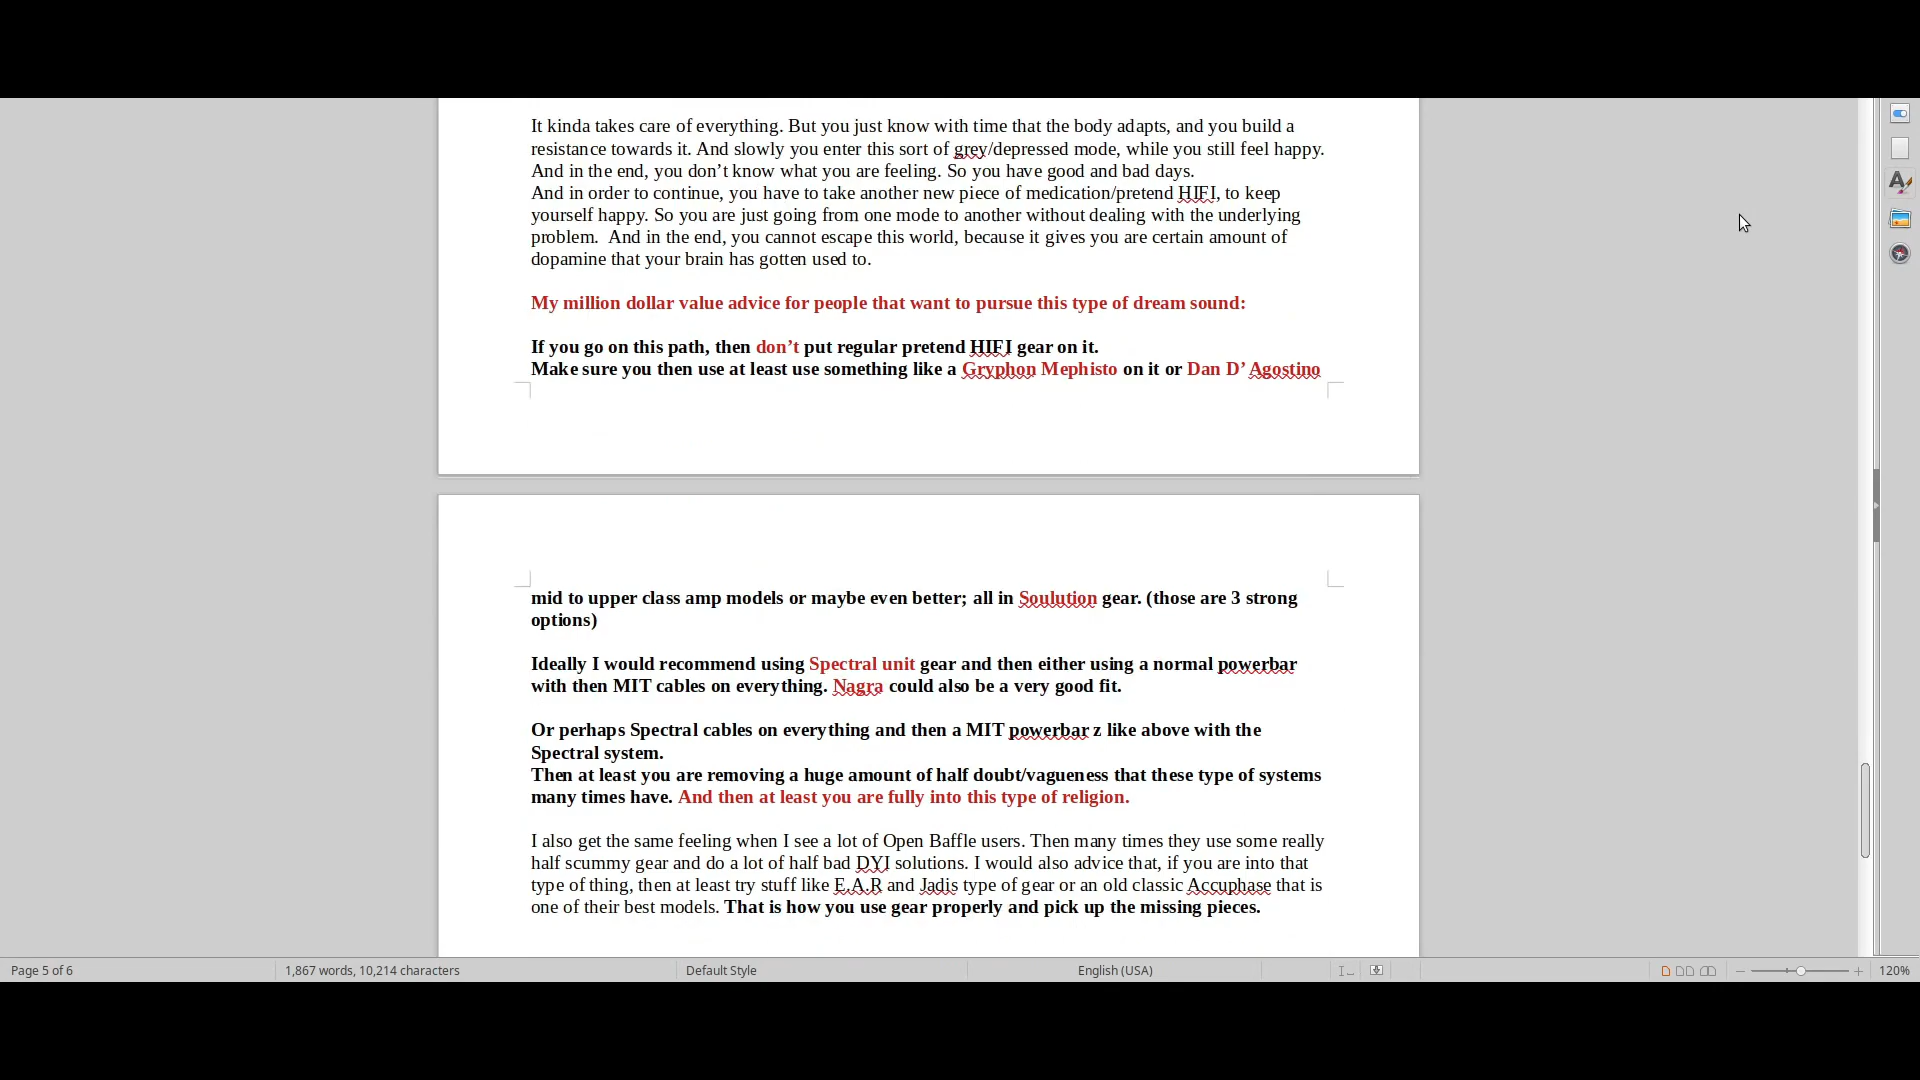 It kinda takes care of everything. But you just know with time that the body adapts, and you build a
resistance towards it. And slowly you enter this sort of grey/depressed mode, while you still feel happy.
And in the end, you don’t know what you are feeling. So you have good and bad days.
And in order to continue, you have to take another new piece of medication/pretend HIFI, to keep
yourself happy. So you are just going from one mode to another without dealing with the underlying
problem.  And in the end, you cannot escape this world, because it gives you are certain amount of
dopamine that your brain has gotten used to.
My million dollar value advice for people that want to pursue this type of dream sound:
If you go on this path, then don’t put regular pretend HIFI gear on it.
Make sure you then use at least use something like a Gryphon Mephisto on it or Dan D’ Agostino
mid to upper class amp models or maybe even better; all in Soulution gear. (those are 3 strong
options)
Ideally I would recommend using Spectral unit gear and then either using a normal powerbar
with then MIT cables on everything. Nagra could also be a very good fit.
Or perhaps Spectral cables on everything and then a MIT powerbar z like above with the
Spectral system.
Then at least you are removing a huge amount of half doubt/vagueness that these type of systems
many times have. And then at least you are fully into this type of religion.
I also get the same feeling when I see a lot of Open Baffle users. Then many times they use some really
half scummy gear and do a lot of half bad DYI solutions. I would also advice that, if you are into that
type of thing, then at least try stuff like E.A.R and Jadis type of gear or an old classic Accuphase that is
one of their best models. That is how you use gear properly and pick up the missing pieces.
Page 5 of 6
1,867 words, 10,214 characters
Default Style
English (USA)
120%